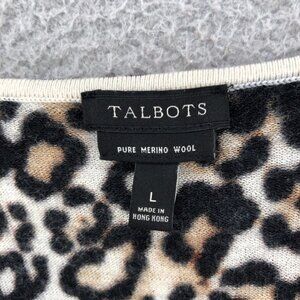 TALBOTS
PURE MERINO WOOL
L
MADE IN
HONG KONG